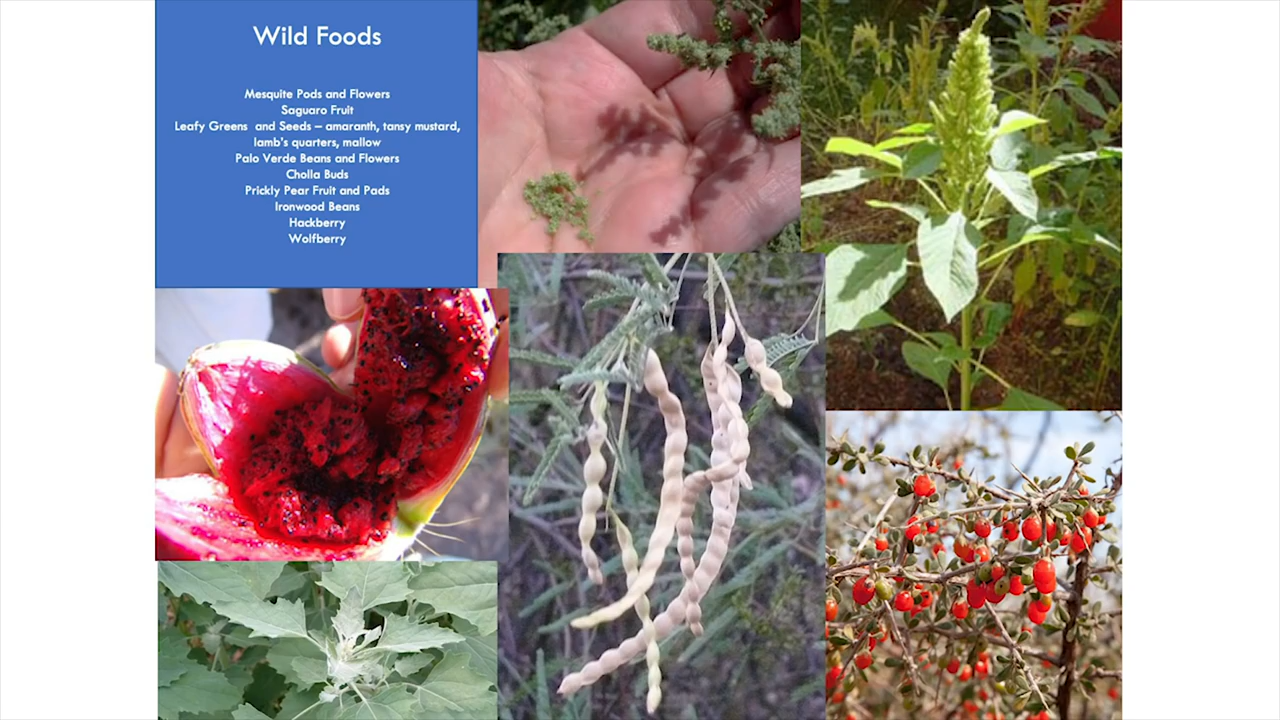 Wild Foods
Mesquite Pods and Flowers
Saguaro Fruit
Leafy Greens and Seeds – amaranth, tansy mustard,
lamb's quarters, mallow
Palo Verde Beans and Flowers
Cholla Buds
Prickly Pear Fruit and Pads
Ironwood Beans
Hackberry
Wolfberry